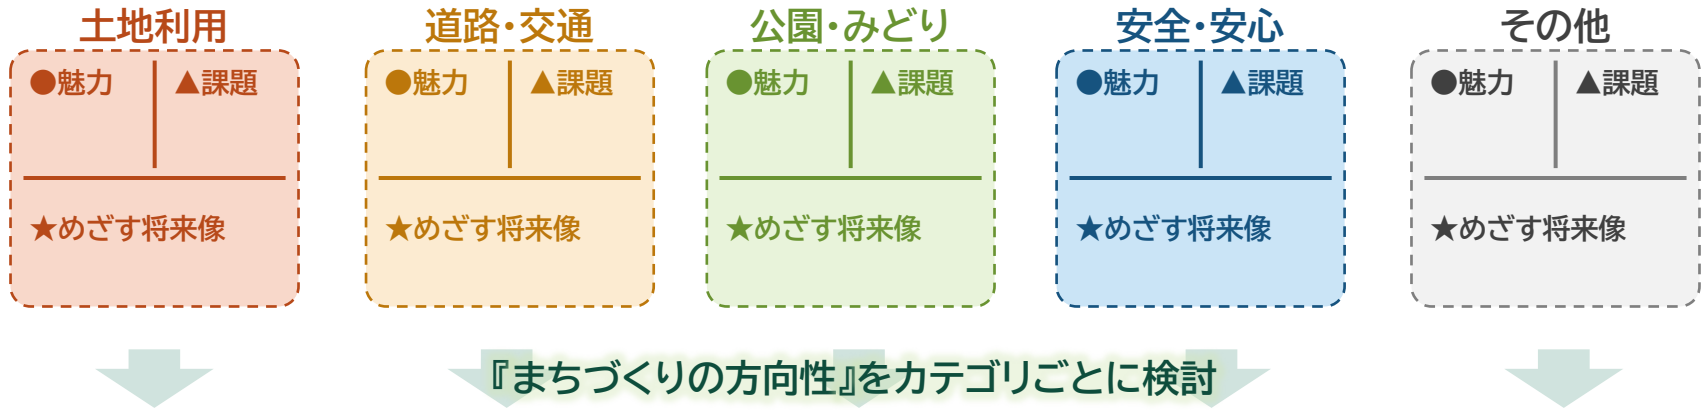 土地利用
●魅力 ▲課題
★めざす将来像
道路・交通
●魅力 ▲課題
★めざす将来像
公園・みどり
●魅力 ▲課題
★めざす将来像
安全・安心
●魅力 ▲課題
★めざす将来像
その他
●魅力 ▲課題
★めざす将来像
『まちづくりの方向性』をカテゴリごとに検討